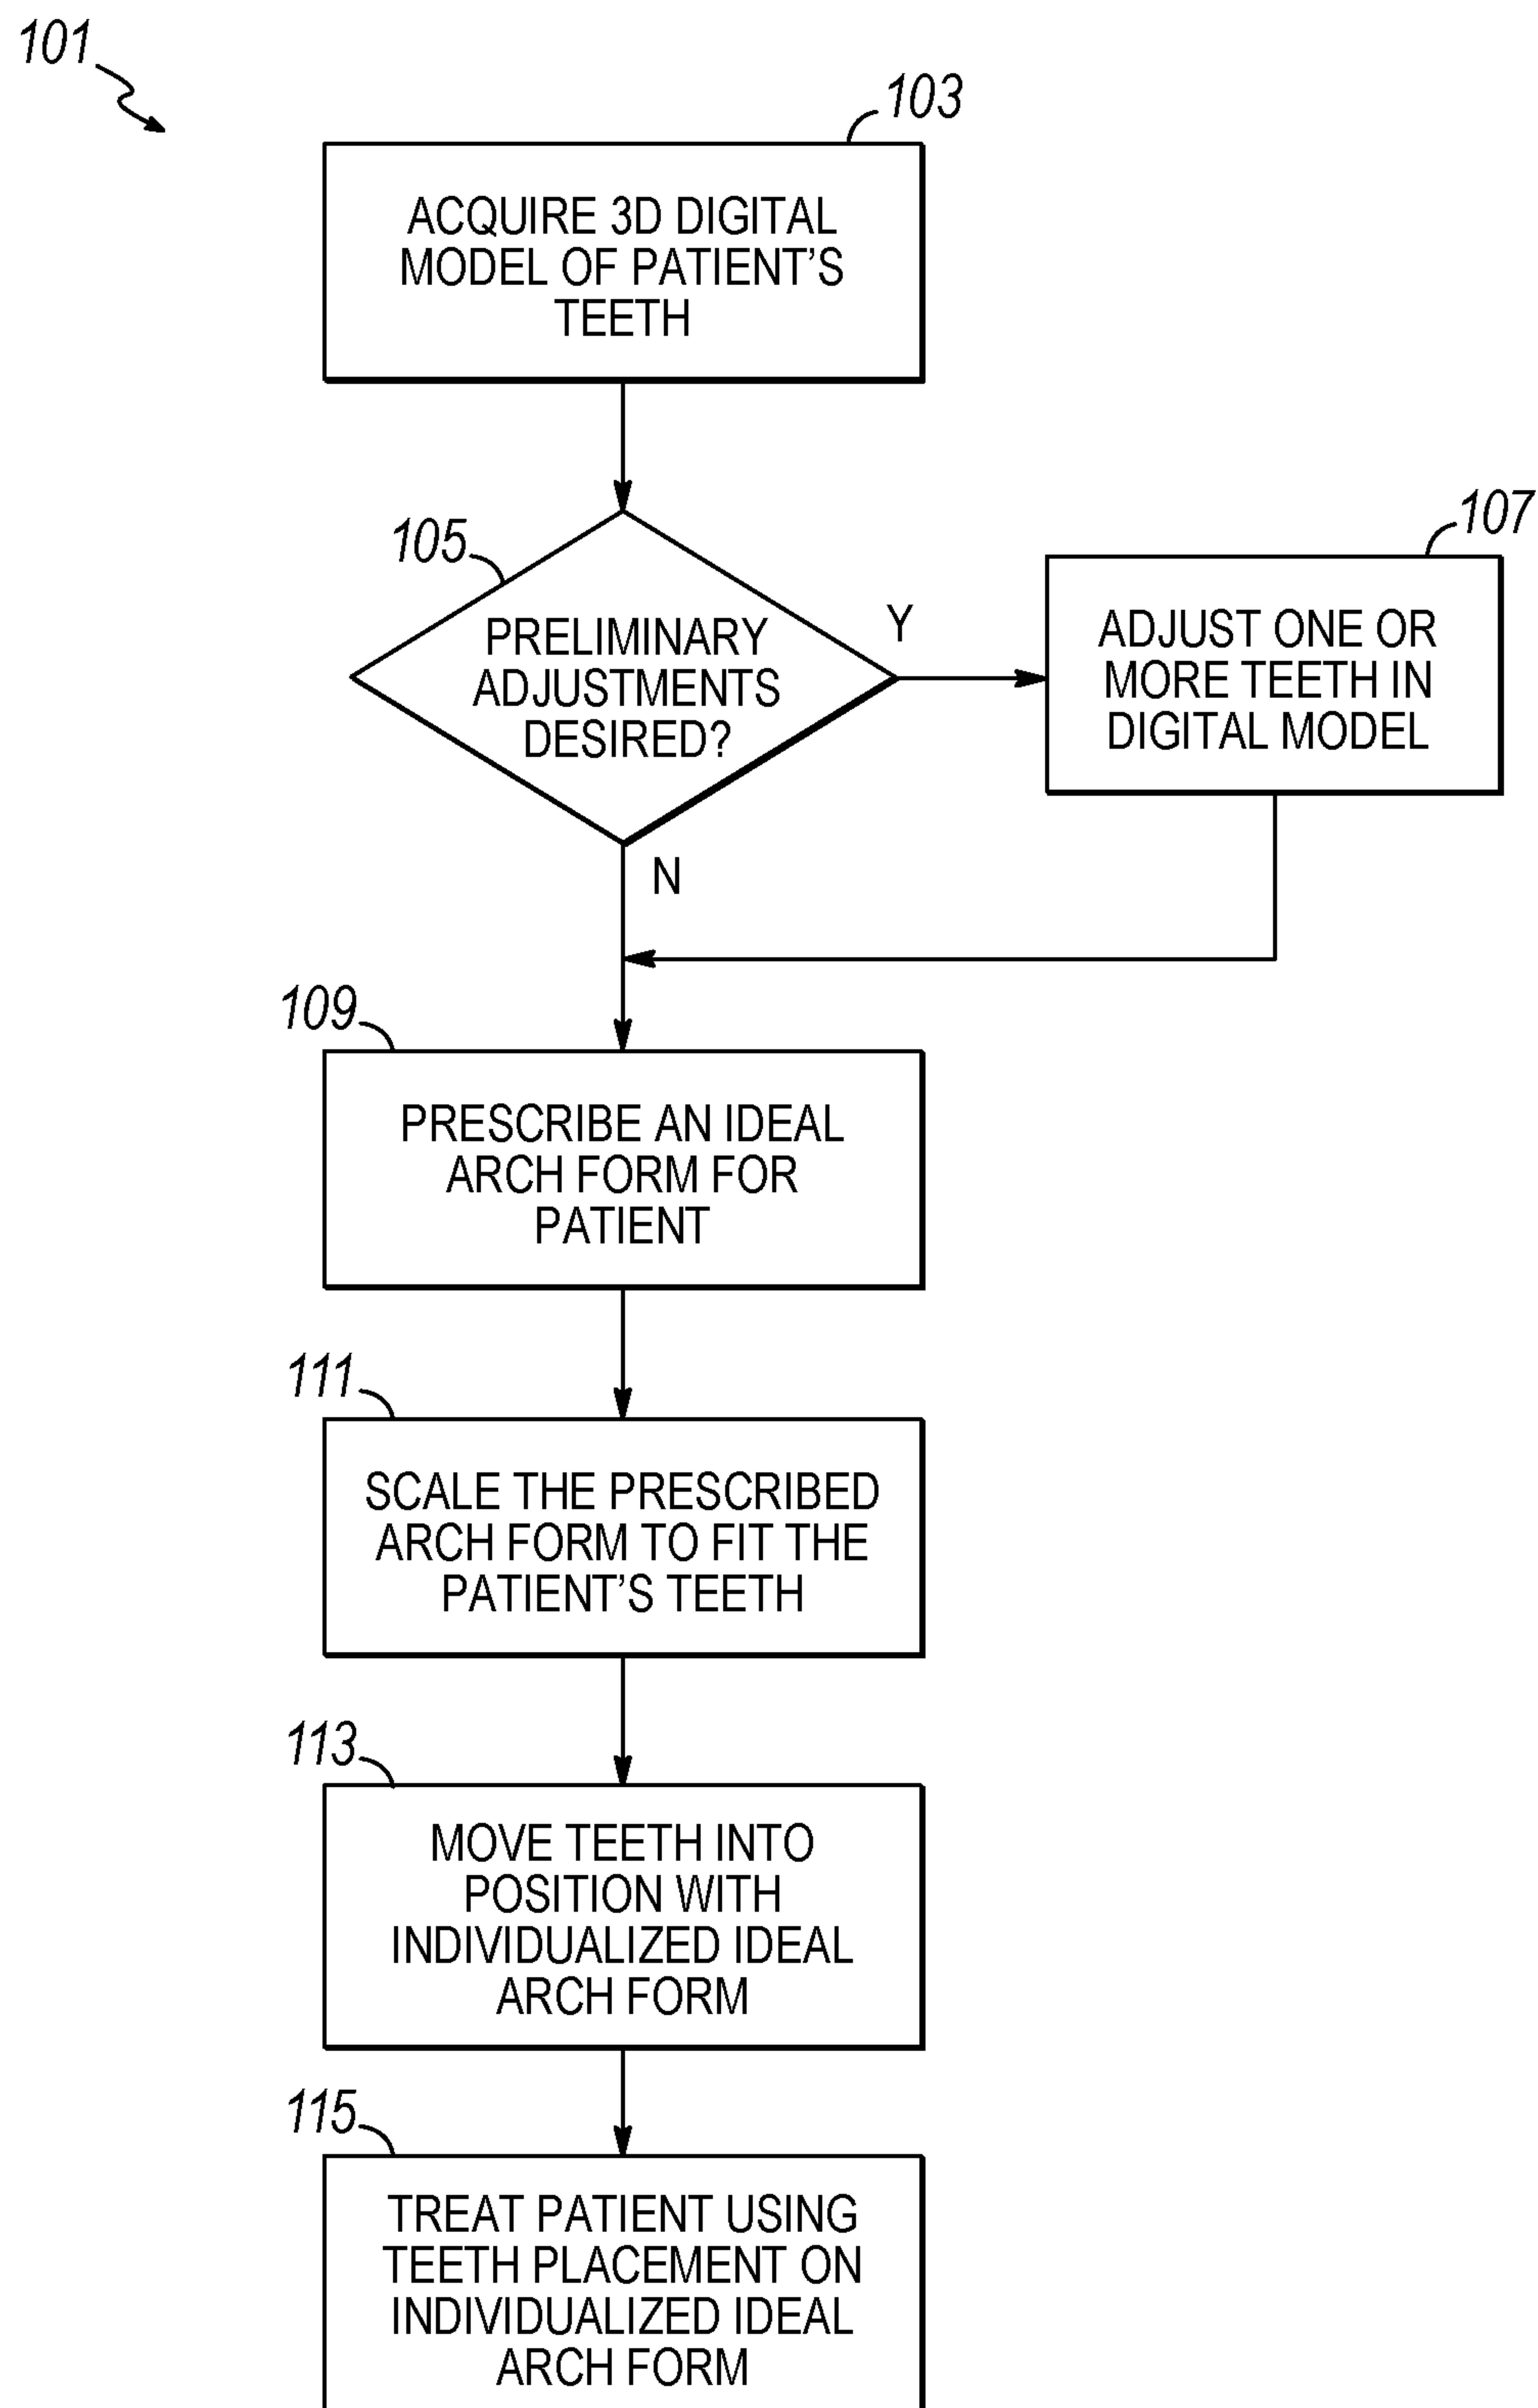 101
103
ACQUIRE 3D DIGITAL
MODEL OF PATIENT'S
TEETH
105
PRELIMINARY
ADJUSTMENTS
DESIRED?
Y
107
ADJUST ONE OR
MORE TEETH IN
DIGITAL MODEL
N
109
PRESCRIBE AN IDEAL
ARCH FORM FOR
PATIENT
111
SCALE THE PRESCRIBED
ARCH FORM TO FIT THE
PATIENT'S TEETH
113
MOVE TEETH INTO
POSITION WITH
INDIVIDUALIZED IDEAL
ARCH FORM
115
TREAT PATIENT USING
TEETH PLACEMENT ON
INDIVIDUALIZED IDEAL
ARCH FORM